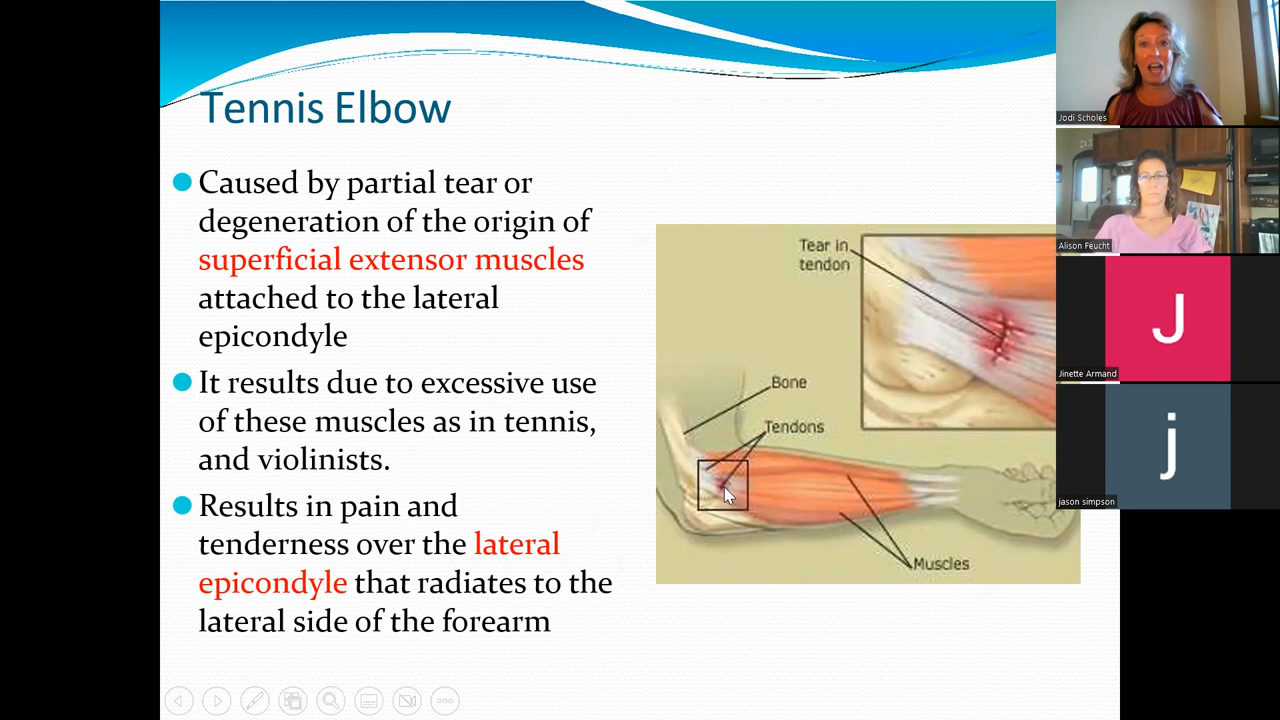 Tennis Elbow
Caused by partial tear or
degeneration of the origin of
superficial extensor muscles
attached to the lateral
epicondyle
It results due to excessive use
of these muscles as in tennis,
and violinists.
Results in pain and
tenderness over the lateral
epicondyle that radiates to the
lateral side of the forearm
Tear in
tendon
Bone
Tendons
Muscles
Jodi Scholes
Alison Feucht
J
Jinette Armand
j
jason simpson